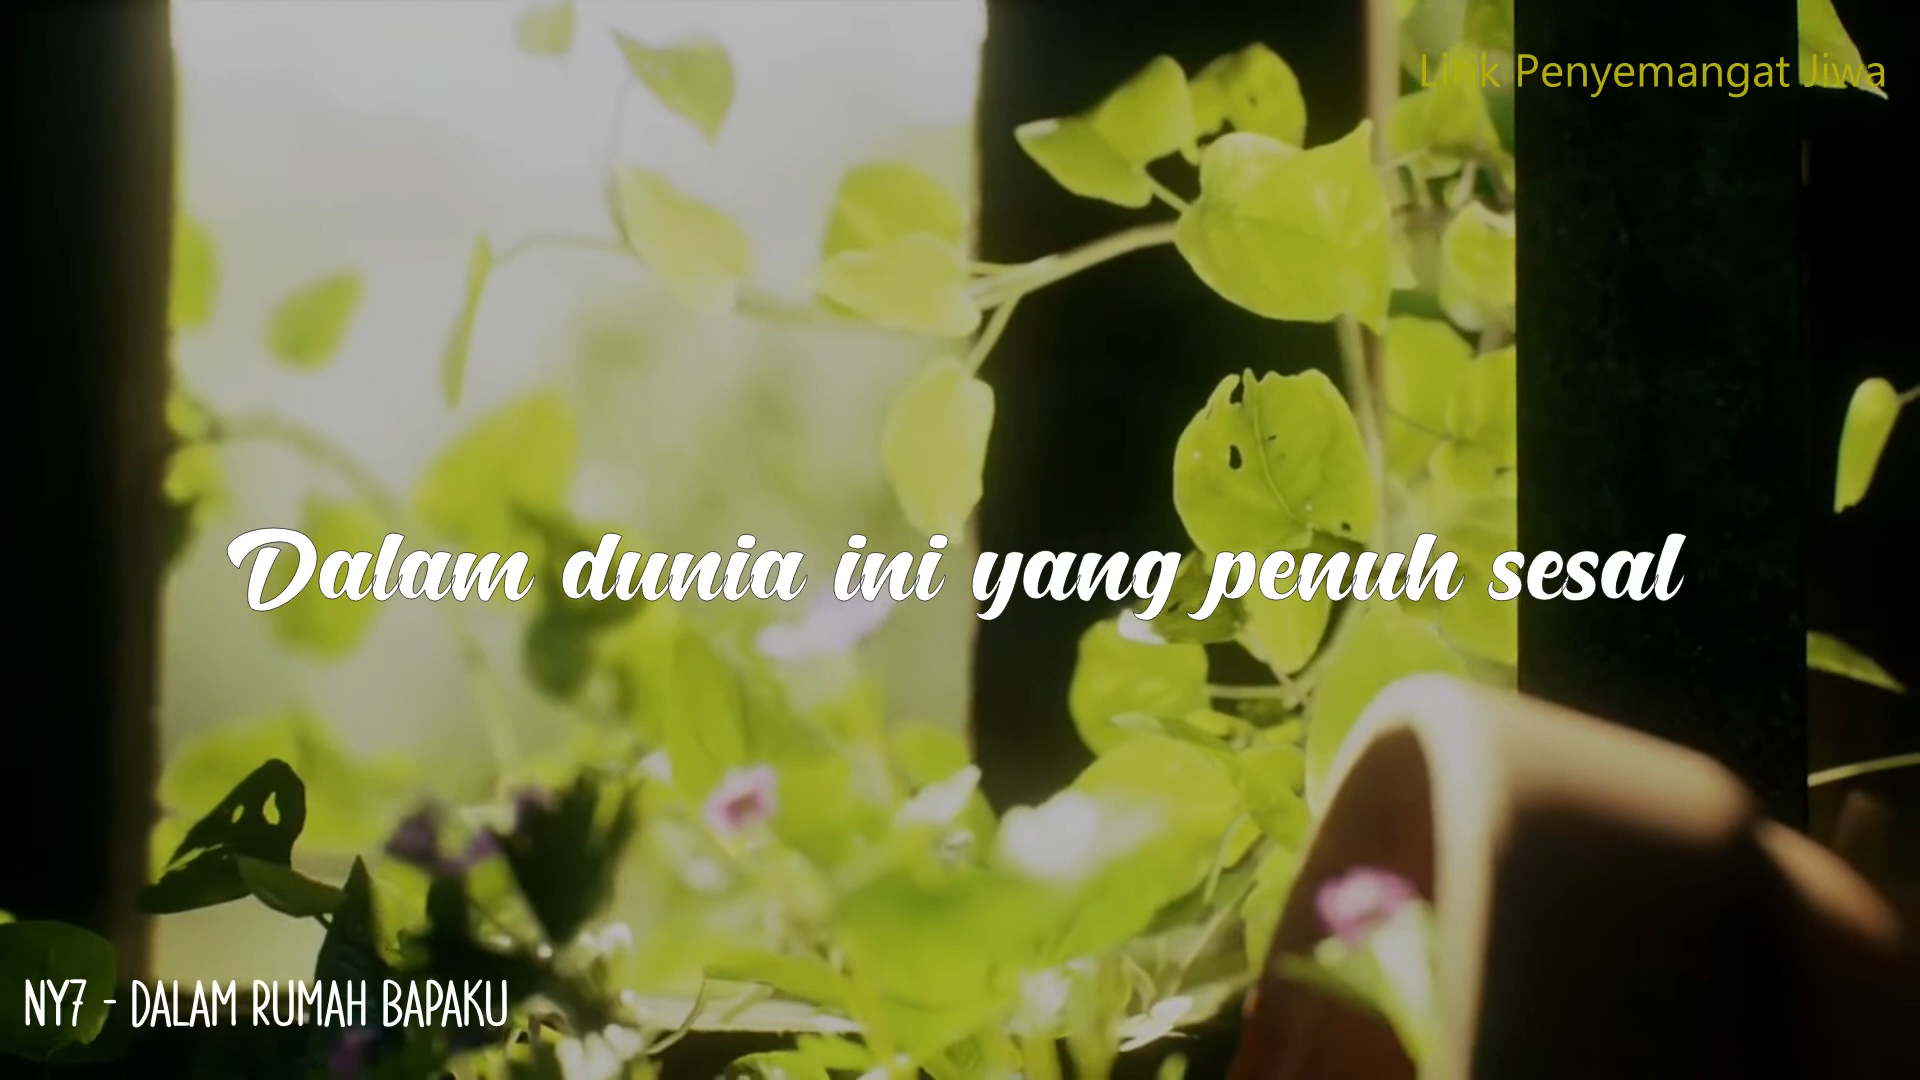 Lirik Penyemangat Jiwa
Dalam dunia ini yang penuh sesal
NY7 - DALAM RUMAH BAPAKU